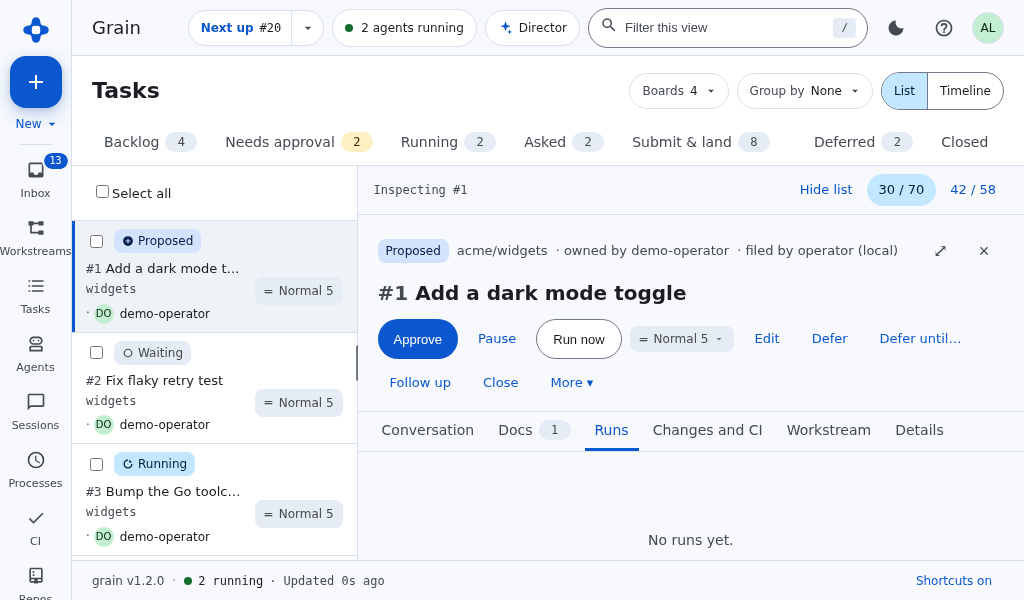 Grain
Next up #20
2 agents running
Director
Filter this view
/
AL
New
13
Inbox
Workstreams
Tasks
Agents
Sessions
Processes
CI
Repos
Tasks
Boards 4
Group by None
List
Timeline
Backlog 4
Needs approval 2
Running 2
Asked 2
Submit & land 8
Deferred 2
Closed
Select all
Proposed
#1 Add a dark mode t…
widgets
= Normal 5
· DO demo-operator
Waiting
#2 Fix flaky retry test
widgets
= Normal 5
· DO demo-operator
Running
#3 Bump the Go toolc…
widgets
= Normal 5
· DO demo-operator
Inspecting #1
Hide list
30 / 70
42 / 58
Proposed acme/widgets · owned by demo-operator · filed by operator (local)
#1 Add a dark mode toggle
Approve
Pause
Run now
= Normal 5
Edit
Defer
Defer until…
Follow up
Close
More ▾
Conversation
Docs 1
Runs
Changes and CI
Workstream
Details
No runs yet.
grain v1.2.0 · 2 running · Updated 0s ago
Shortcuts on